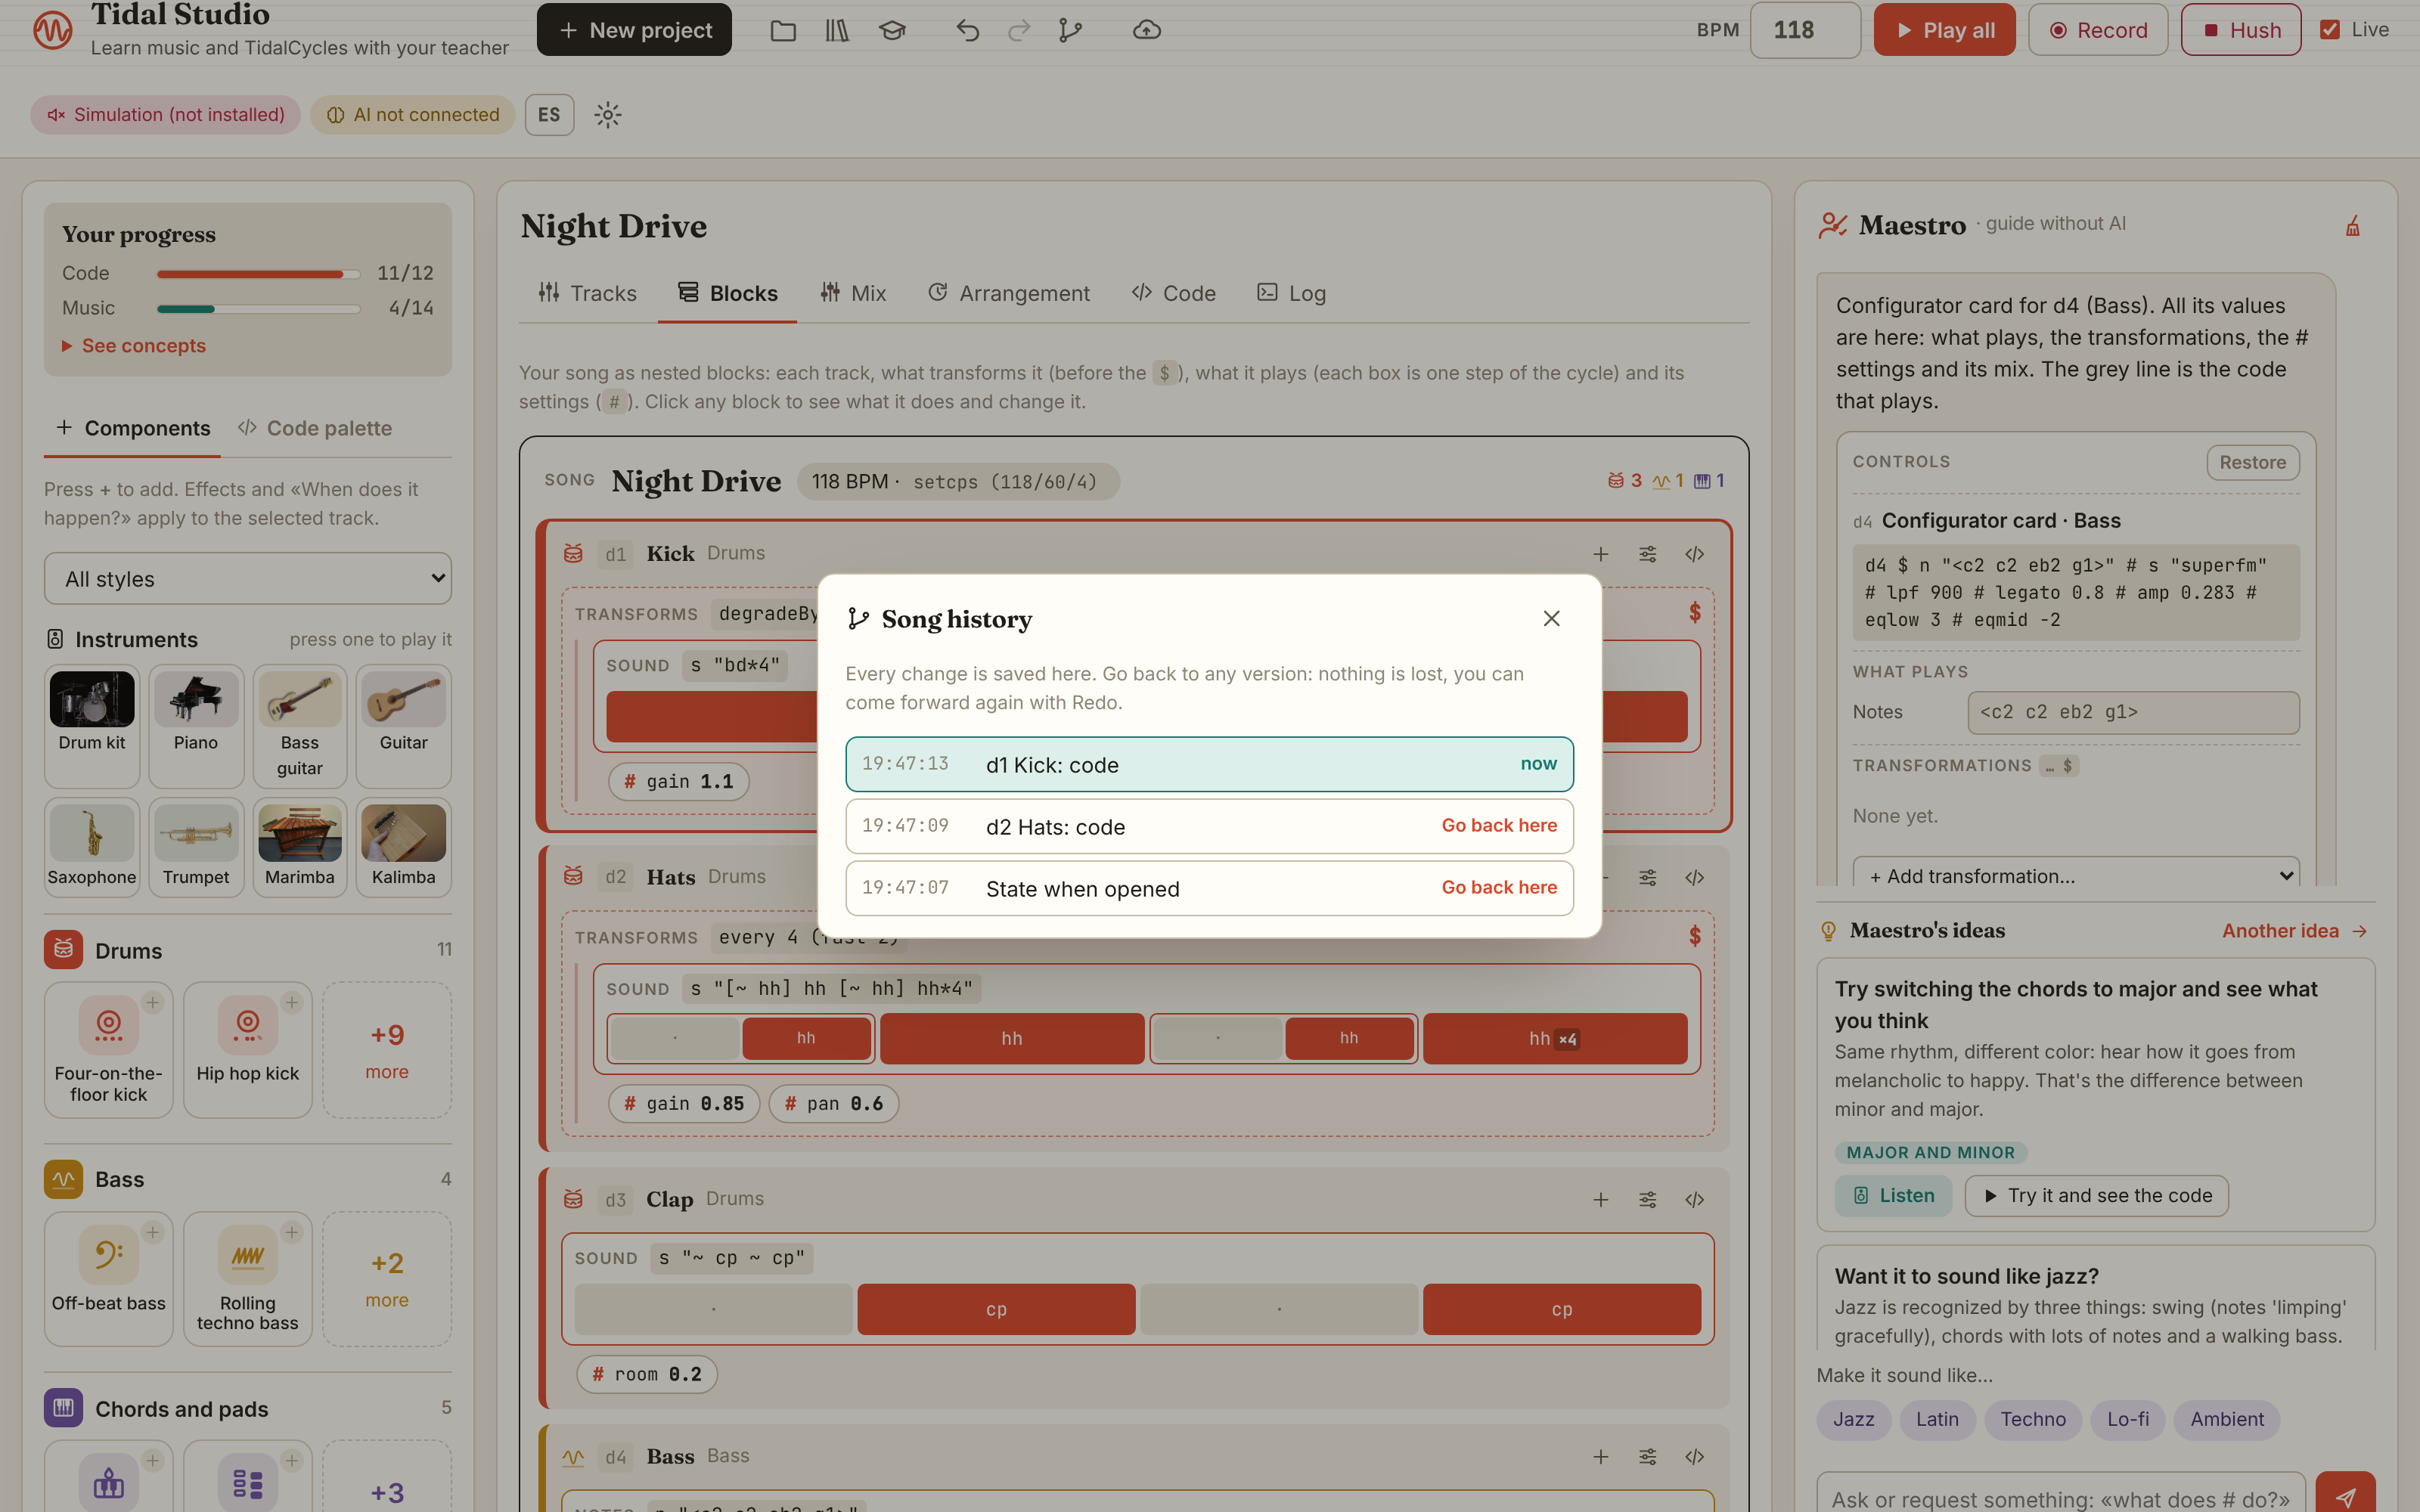 Tidal Studio
Learn music and TidalCycles with your teacher
New project
BPM
118
Play all
Record
Hush
Live
Simulation (not installed)
AI not connected
ES
Your progress
Code 11/12
Music 4/14
See concepts
Components
Code palette
Press + to add. Effects and «When does it
happen?» apply to the selected track.
All styles
Instruments
press one to play it
Drum kit
Piano
Bass
guitar
Guitar
Saxophone
Trumpet
Marimba
Kalimba
Drums
11
Four-on-the-
floor kick
Hip hop kick
+9
more
Bass
4
Off-beat bass
Rolling
techno bass
+2
more
Chords and pads
5
+3
Night Drive
Tracks
Blocks
Mix
Arrangement
Code
Log
Your song as nested blocks: each track, what transforms it (before the $ ), what it plays (each box is one step of the cycle) and its
settings ( # ). Click any block to see what it does and change it.
SONG
Night Drive
118 BPM · setcps (118/60/4)
3
1
1
d1
Kick
Drums
TRANSFORMS
degradeBy
$
SOUND
s "bd*4"
# gain 1.1
Song history
Every change is saved here. Go back to any version: nothing is lost, you can
come forward again with Redo.
19:47:13 d1 Kick: code now
19:47:09 d2 Hats: code Go back here
19:47:07 State when opened Go back here
d2
Hats
Drums
TRANSFORMS
every 4 (fast 2)
$
SOUND
s "[~ hh] hh [~ hh] hh*4"
· hh hh · hh hh ×4
# gain 0.85
# pan 0.6
d3
Clap
Drums
SOUND
s "~ cp ~ cp"
· cp · cp
# room 0.2
d4
Bass
Bass
Maestro
· guide without AI
Configurator card for d4 (Bass). All its values
are here: what plays, the transformations, the #
settings and its mix. The grey line is the code
that plays.
CONTROLS
Restore
d4 Configurator card · Bass
d4 $ n "<c2 c2 eb2 g1>" # s "superfm"
# lpf 900 # legato 0.8 # amp 0.283 #
eqlow 3 # eqmid -2
WHAT PLAYS
Notes
<c2 c2 eb2 g1>
TRANSFORMATIONS … $
None yet.
+ Add transformation...
Maestro's ideas
Another idea
Try switching the chords to major and see what
you think
Same rhythm, different color: hear how it goes from
melancholic to happy. That's the difference between
minor and major.
MAJOR AND MINOR
Listen
Try it and see the code
Want it to sound like jazz?
Jazz is recognized by three things: swing (notes 'limping'
gracefully), chords with lots of notes and a walking bass.
Make it sound like...
Jazz
Latin
Techno
Lo-fi
Ambient
Ask or request something: «what does # do?»